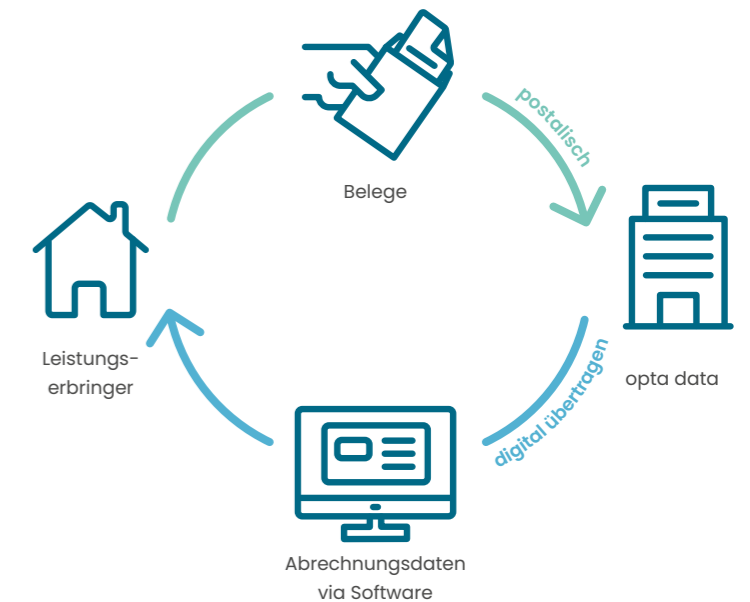 postalisch
Belege
Leistungs-
erbringer
opta data
digital übertragen
Abrechnungsdaten
via Software